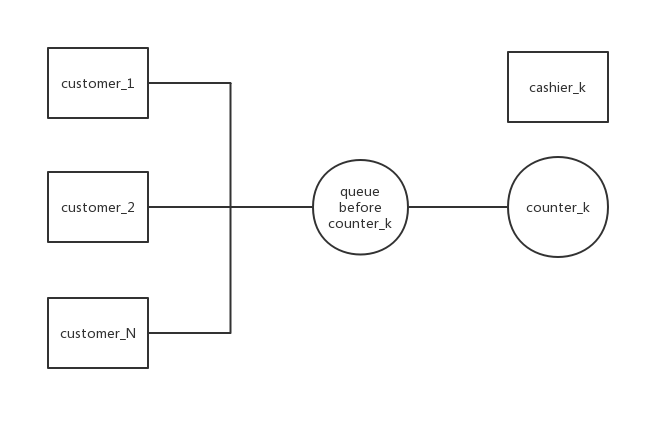 customer_1
cashier_k
customer_2
queue
before
counter_k
counter_k
customer_N